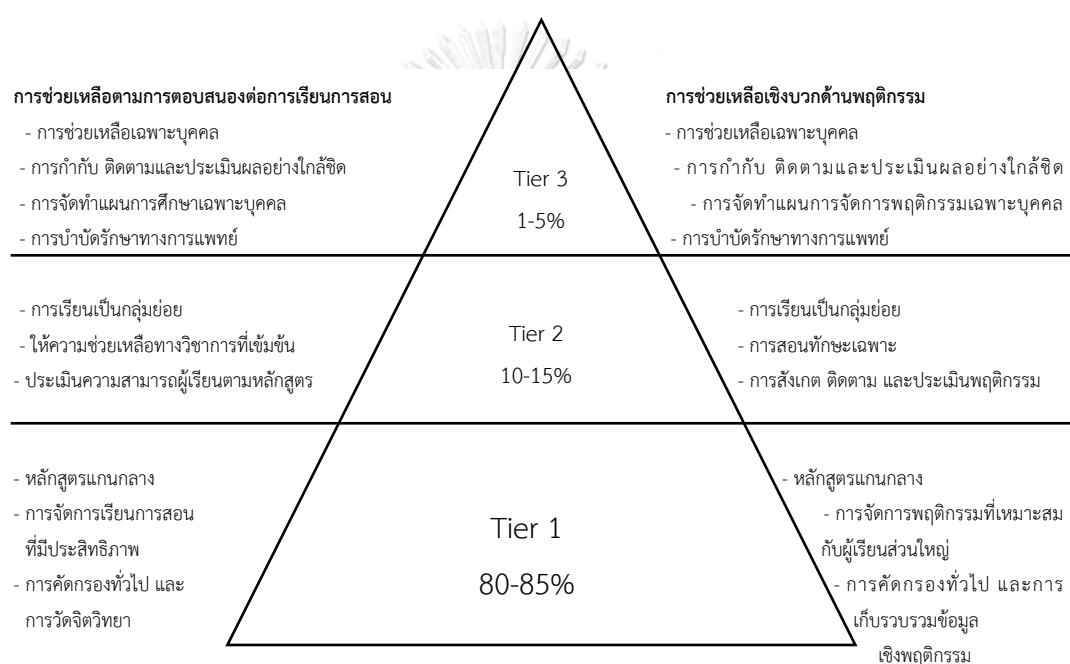 การช่วยเหลือตามการตอบสนองต่อการเรียนการสอน
- การช่วยเหลือเฉพาะบุคคล
- การกำกับ ติดตามและประเมินผลอย่างใกล้ชิด
- การจัดทำแผนการศึกษาเฉพาะบุคคล
- การบำบัดรักษาทางการแพทย์
Tier 3
1-5%
การช่วยเหลือเชิงบวกด้านพฤติกรรม
- การช่วยเหลือเฉพาะบุคคล
- การกำกับ ติดตามและประเมินผลอย่างใกล้ชิด
- การจัดทำแผนการจัดการพฤติกรรมเฉพาะบุคคล
- การบำบัดรักษาทางการแพทย์
- การเรียนเป็นกลุ่มย่อย
- ให้ความช่วยเหลือทางวิชาการที่เข้มข้น
- ประเมินความสามารถผู้เรียนตามหลักสูตร
Tier 2
10-15%
- การเรียนเป็นกลุ่มย่อย
- การสอนทักษะเฉพาะ
- การสังเกต ติดตาม และประเมินพฤติกรรม
- หลักสูตรแกนกลาง
- การจัดการเรียนการสอน
ที่มีประสิทธิภาพ
- การคัดกรองทั่วไป และ
การวัดจิตวิทยา
Tier 1
80-85%
- หลักสูตรแกนกลาง
- การจัดการพฤติกรรมที่เหมาะสม
กับผู้เรียนส่วนใหญ่
- การคัดกรองทั่วไป และการ
เก็บรวบรวมข้อมูล
เชิงพฤติกรรม